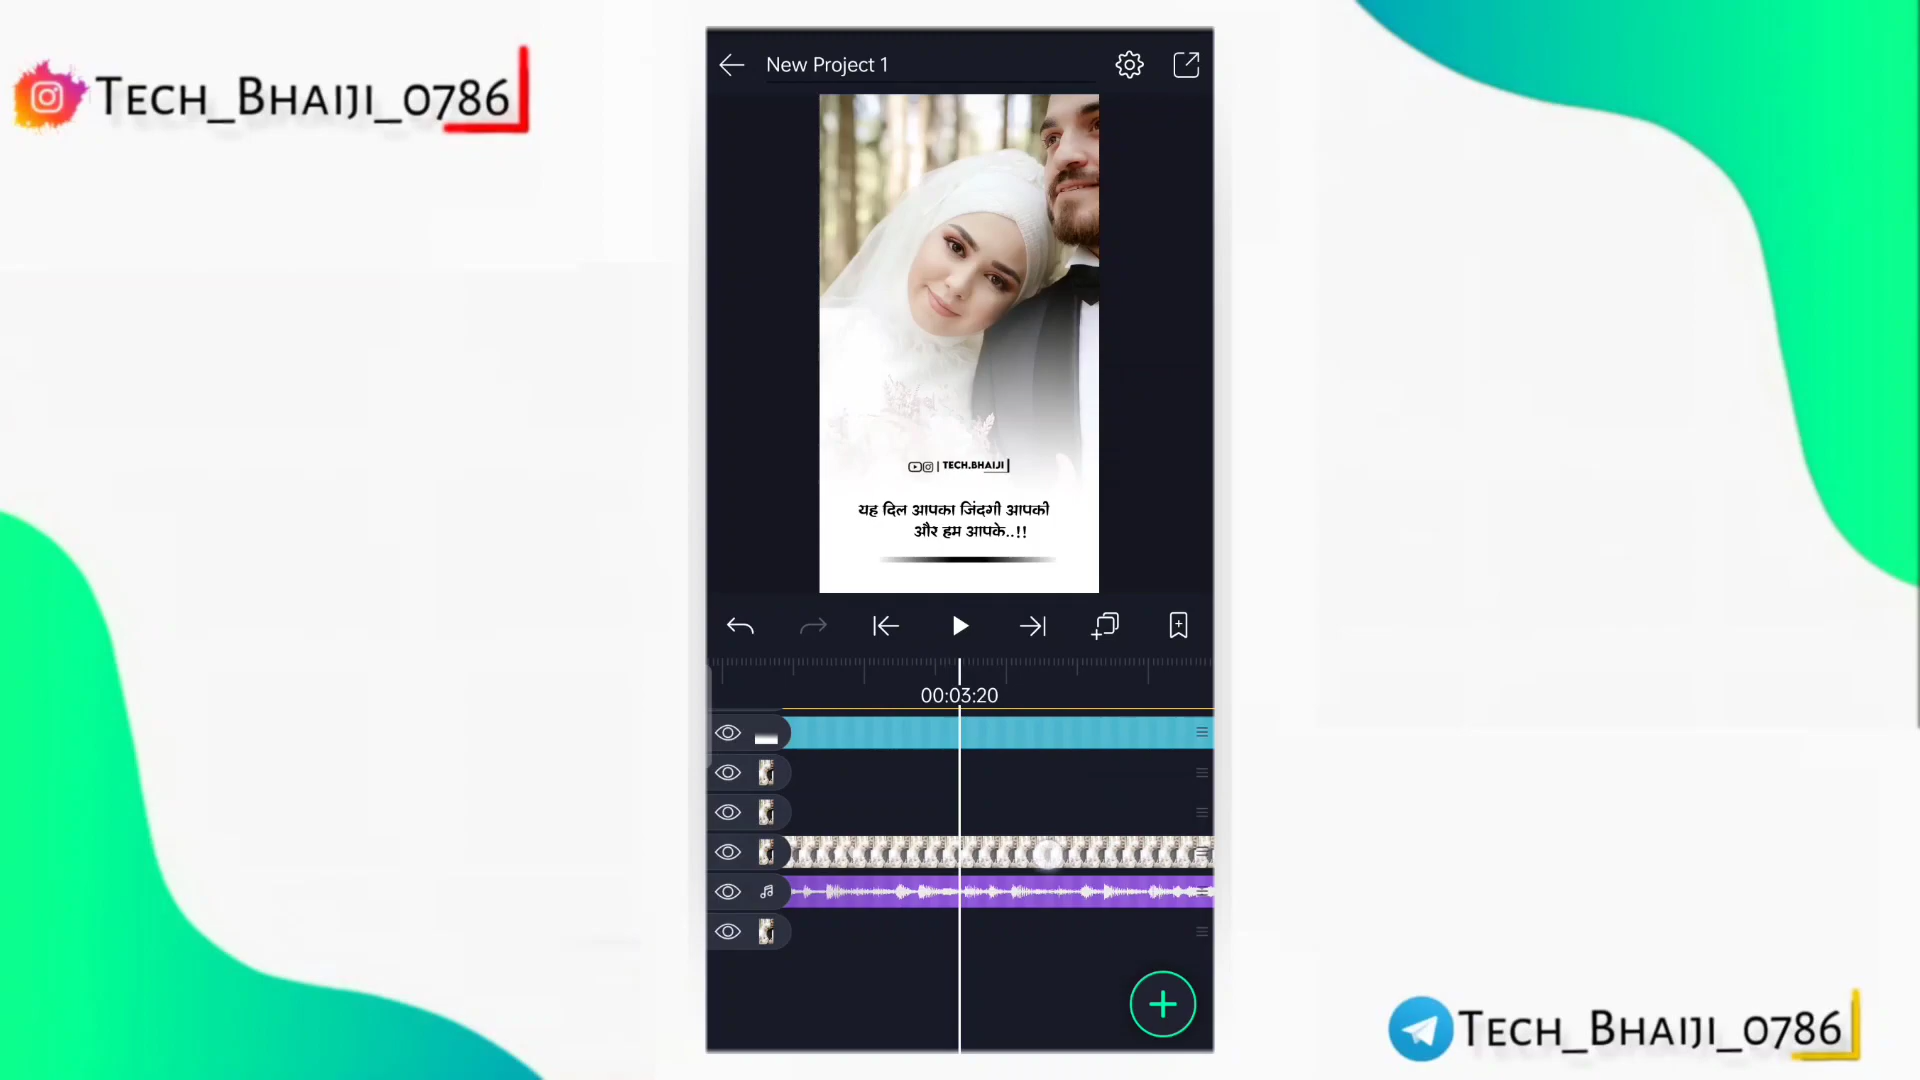 TECH_BHAIJI_0786
New Project 1
| TECH.BHAIJI
यह दिल आपका जिंदगी आपकी
और हम आपके..!!
00:03:20
TECH_BHAIJI_0786